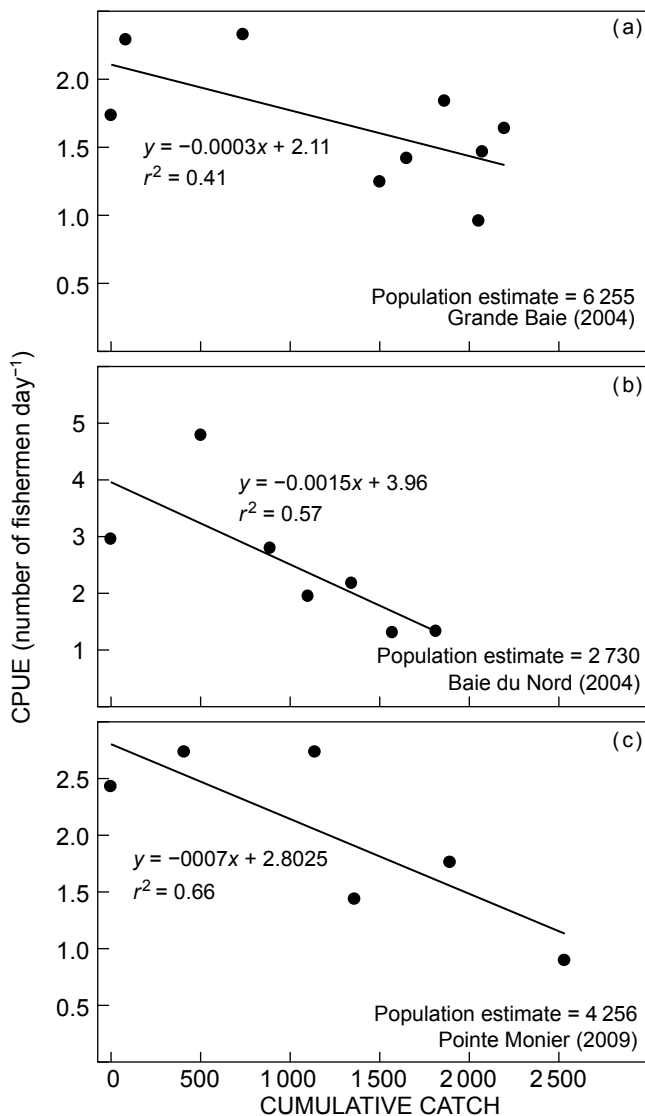 (a)
2.0
1.5
1.0
0.5
y = −0.0003x + 2.11
r² = 0.41
Population estimate = 6 255
Grande Baie (2004)
CPUE (number of fishermen day⁻¹)
(b)
5
4
3
2
1
y = −0.0015x + 3.96
r² = 0.57
Population estimate = 2 730
Baie du Nord (2004)
(c)
2.5
2.0
1.5
1.0
0.5
y = −0007x + 2.8025
r² = 0.66
Population estimate = 4 256
Pointe Monier (2009)
0 500 1 000 1 500 2 000 2 500
CUMULATIVE CATCH